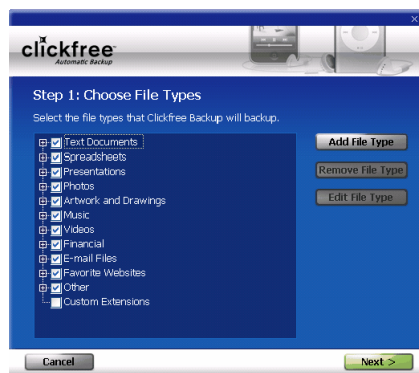 clickfree
Automatic Backup
Step 1: Choose File Types
Select the file types that Clickfree Backup will backup.
Text Documents
Spreadsheets
Presentations
Photos
Artwork and Drawings
Music
Videos
Financial
E-mail Files
Favorite Websites
Other
Custom Extensions
Add File Type
Remove File Type
Edit File Type
Cancel
Next >